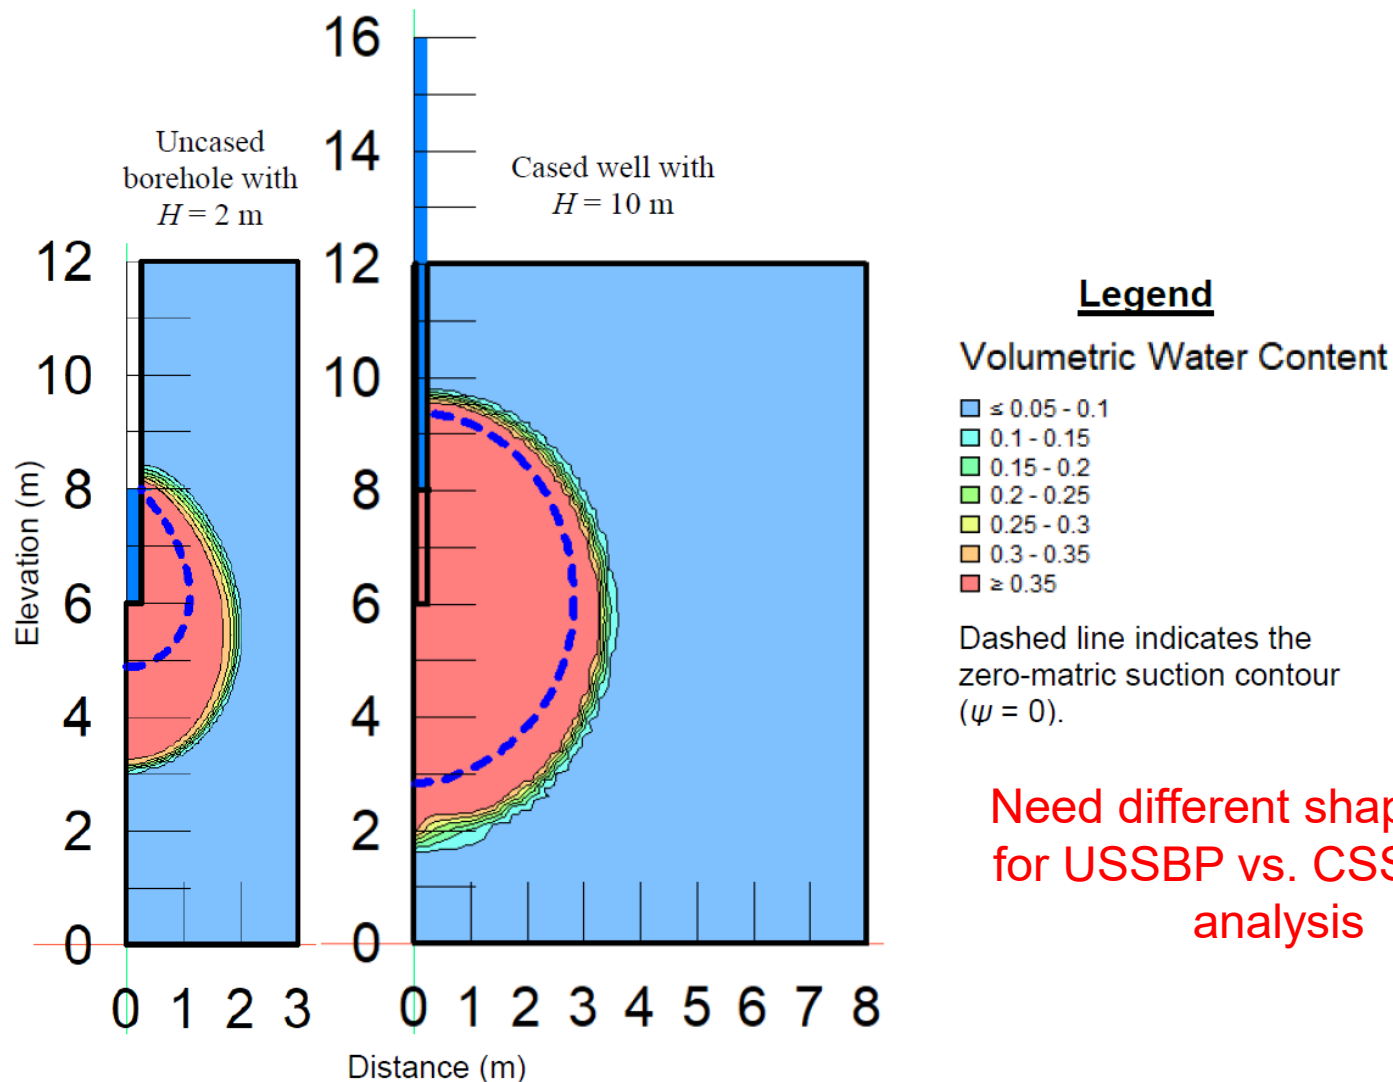 Uncased
borehole with
H = 2 m
12
10
8
6
4
2
0
0 1 2 3
Elevation (m)
16
14
12
10
8
6
4
2
0
0 1 2 3 4 5 6 7 8
Cased well with
H = 10 m
Distance (m)
Legend
Volumetric Water Content
≤ 0.05 - 0.1
0.1 - 0.15
0.15 - 0.2
0.2 - 0.25
0.25 - 0.3
0.3 - 0.35
≥ 0.35
Dashed line indicates the
zero-matric suction contour
(ψ = 0).
Need different
for USSBP vs.
analysis